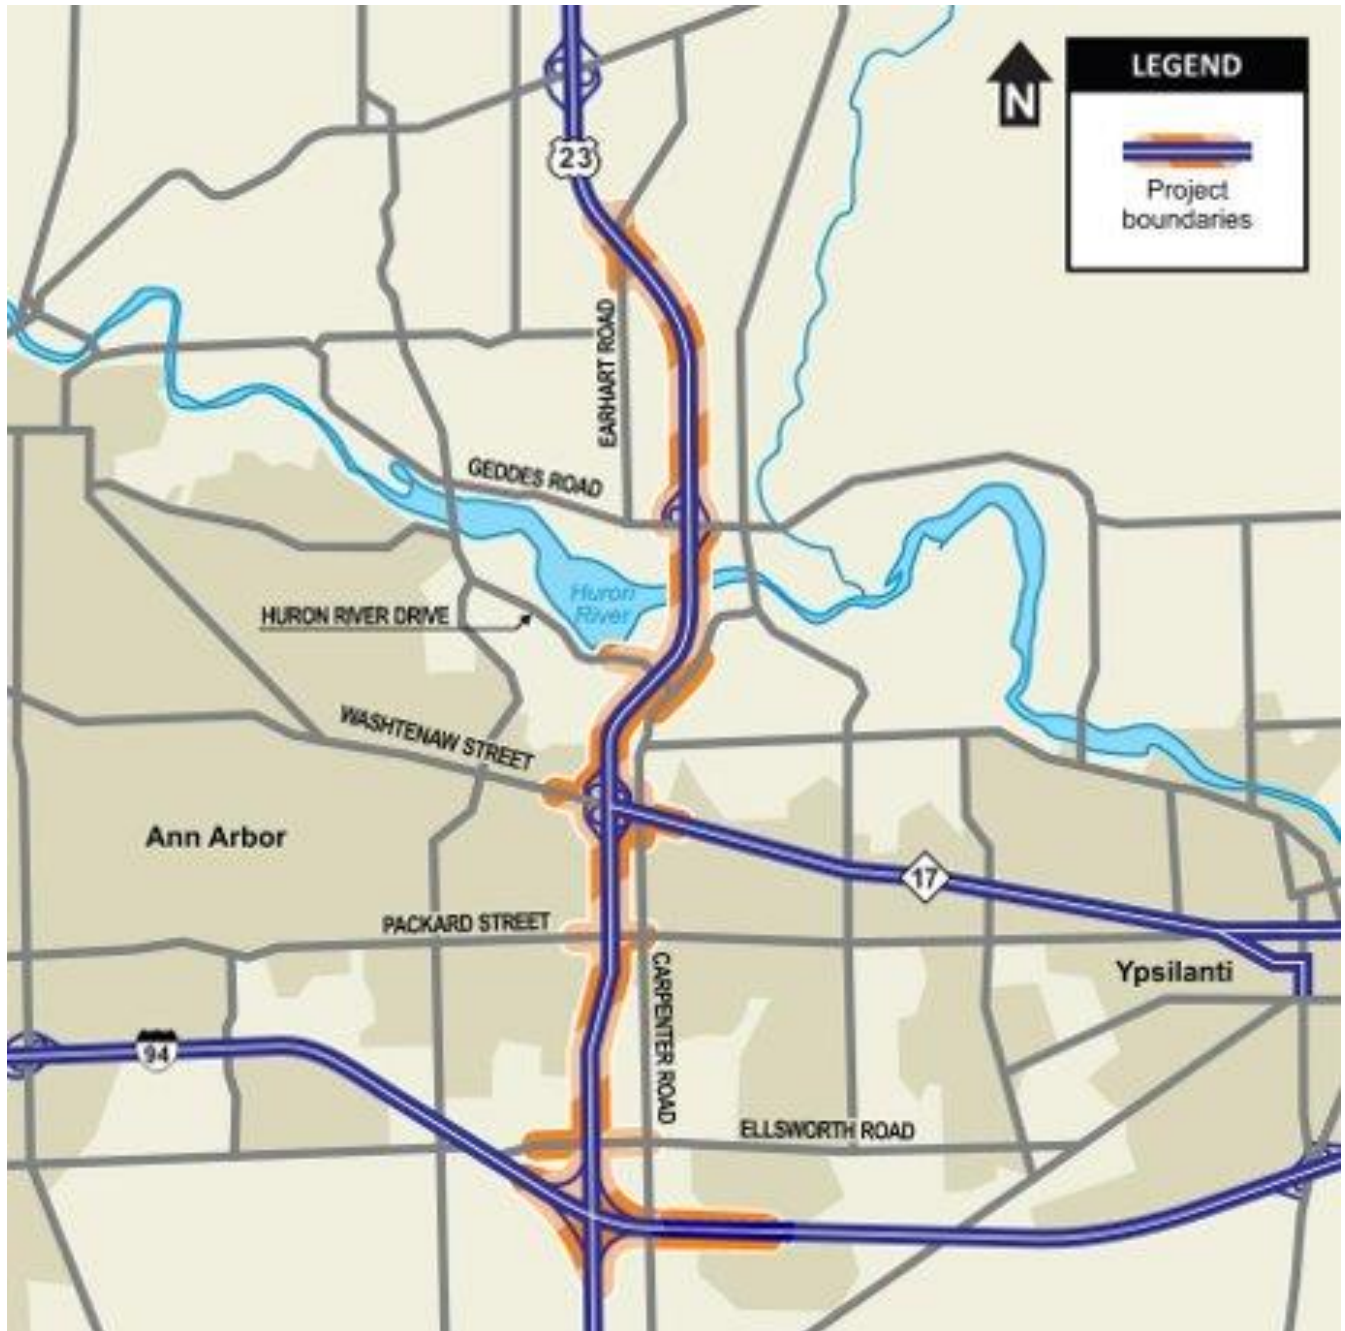 LEGEND
N
Project
boundaries
23
EARHART ROAD
GEDDES ROAD
Huron
River
HURON RIVER DRIVE
WASHTENAW STREET
Ann Arbor
17
PACKARD STREET
CARPENTER ROAD
Ypsilanti
94
ELLSWORTH ROAD